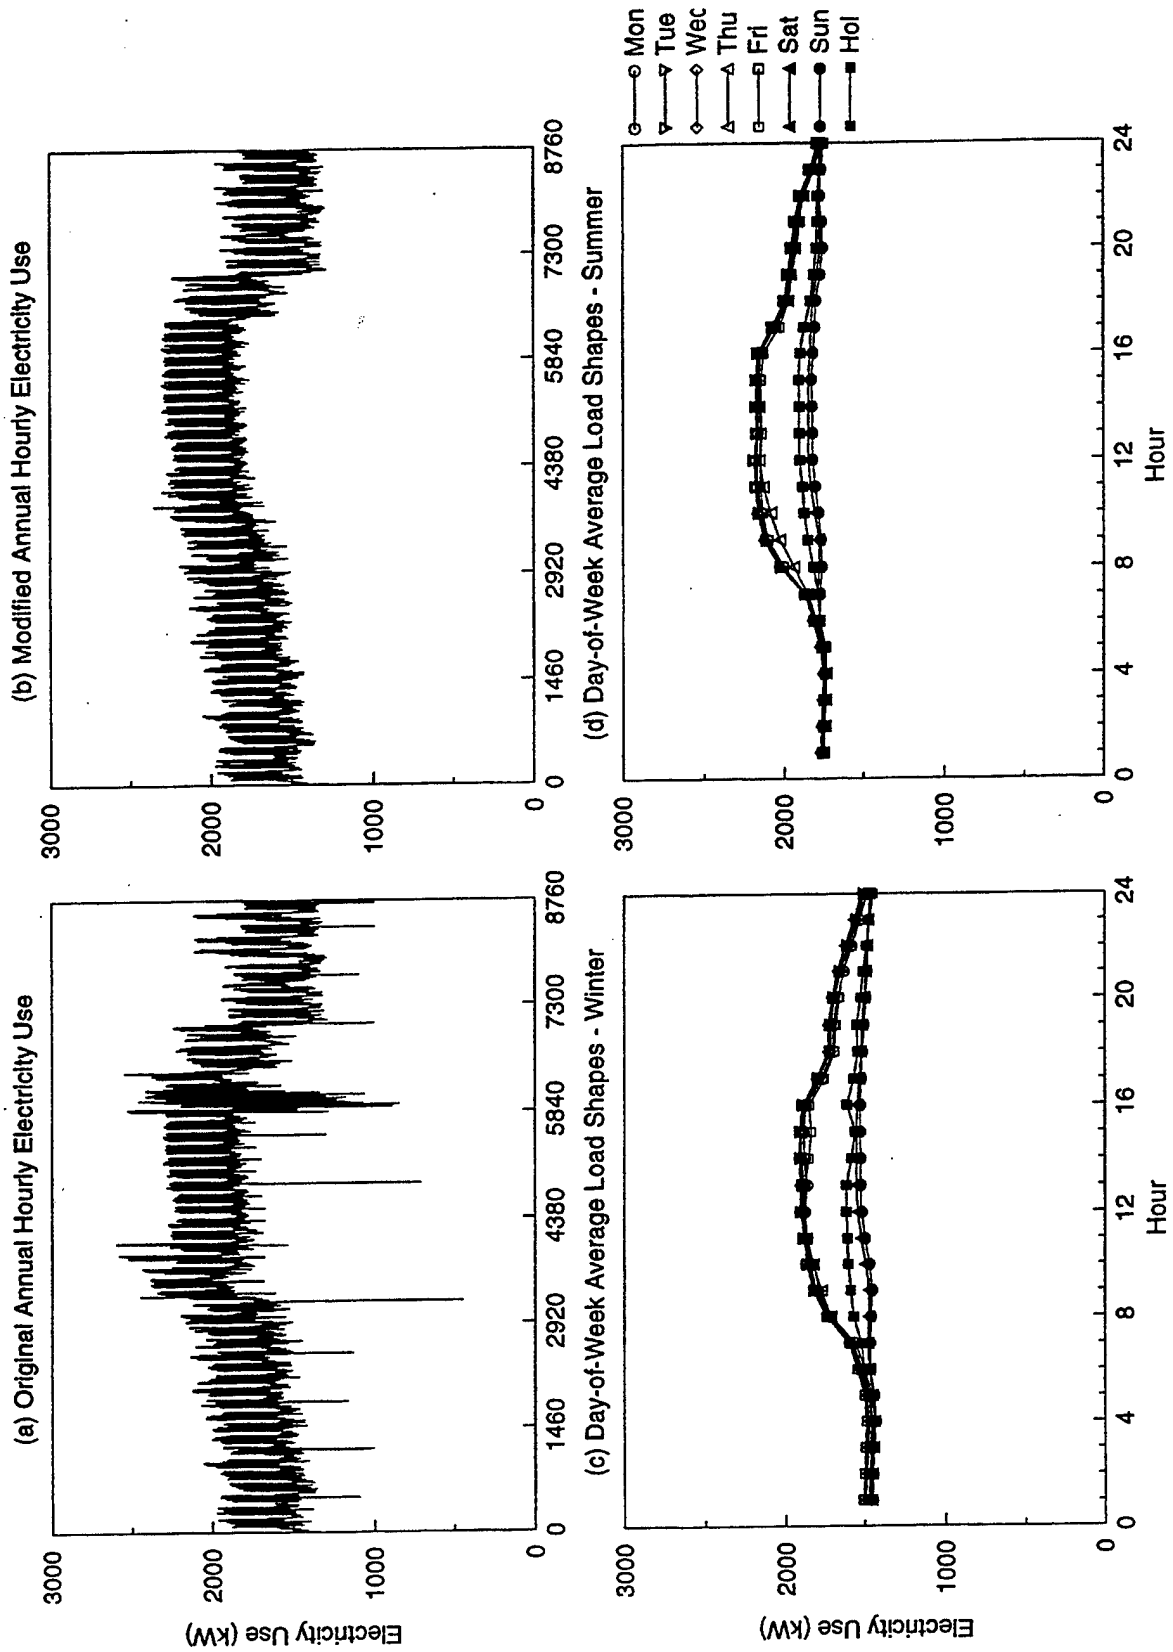 (a) Original Annual Hourly Electricity Use
Electricity Use (kW)
3000
2000
1000
0
0 1460 2920 4380 5840 7300 8760
(b) Modified Annual Hourly Electricity Use
3000
2000
1000
0
0 1460 2920 4380 5840 7300 8760
(c) Day-of-Week Average Load Shapes - Winter
Electricity Use (kW)
3000
2000
1000
0
0 4 8 12 16 20 24
Hour
(d) Day-of-Week Average Load Shapes - Summer
3000
2000
1000
0
0 4 8 12 16 20 24
Hour
Mon
Tue
Wec
Thu
Fri
Sat
Sun
Hol